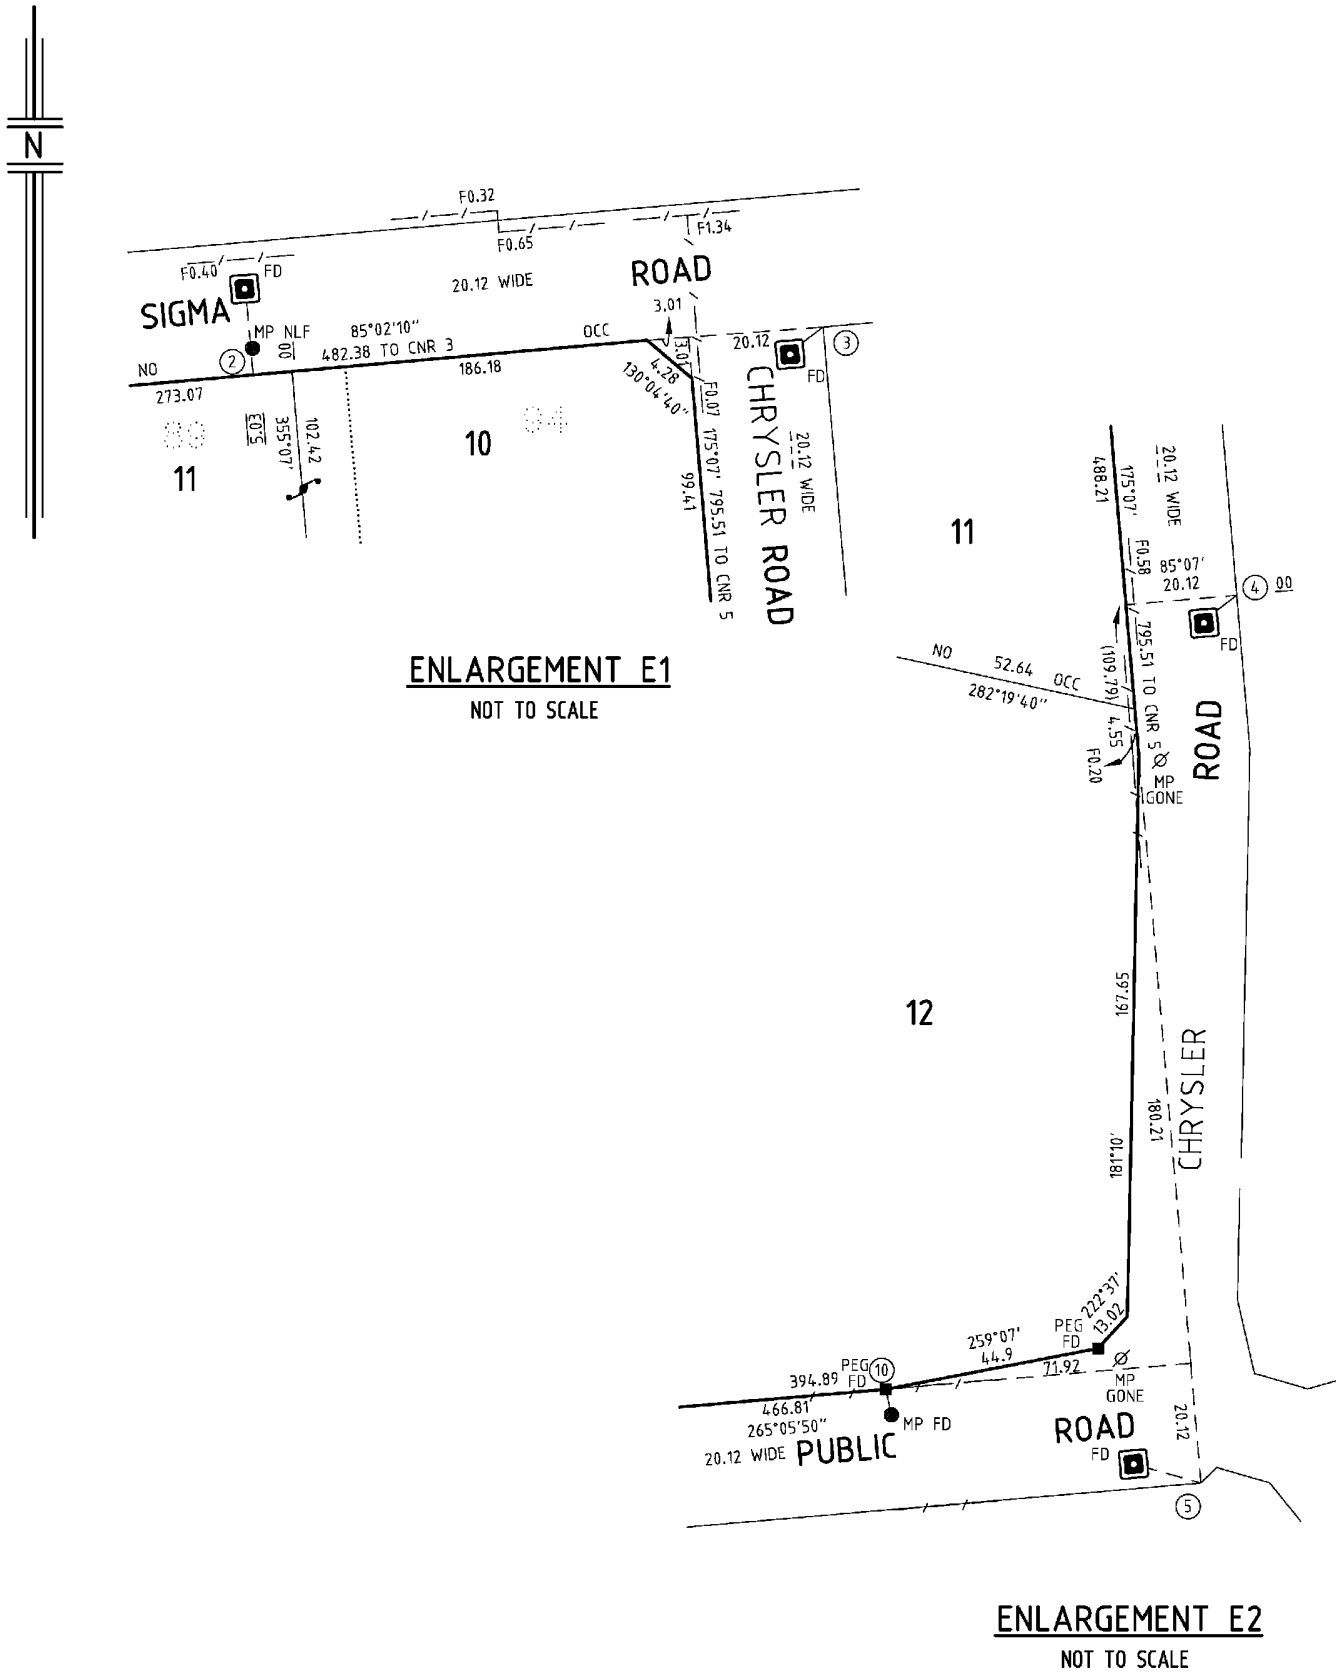 N
F0.32
F0.65
F1.34
F0.40
FD
20.12 WIDE
ROAD
SIGMA
MP NLF
00
85°02'10"
482.38 TO CNR 3
OCC
3.01
3.01
20.12
3
FD
2
NO
273.07
186.18
4.28
130°04'40"
F0.07
175°07'
795.51 TO CNR 5
99.41
CHRYSLER ROAD
20.12 WIDE
89
11
5.03
355°07'
102.42
10
94
ENLARGEMENT E1
NOT TO SCALE
11
488.21
175°07'
20.12 WIDE
F0.58
85°07'
20.12
4
00
FD
NO
52.64
OCC
282°19'40"
(109.79)
795.51 TO CNR 5
4.55
F0.20
MP
GONE
ROAD
12
167.65
180.21
181°10'
CHRYSLER
222°37'
13.02
PEG
FD
259°07'
44.9
71.92
MP
GONE
PEG
FD
10
394.89
466.81
265°05'50"
MP FD
20.12 WIDE
PUBLIC
ROAD
FD
20.12
5
ENLARGEMENT E2
NOT TO SCALE